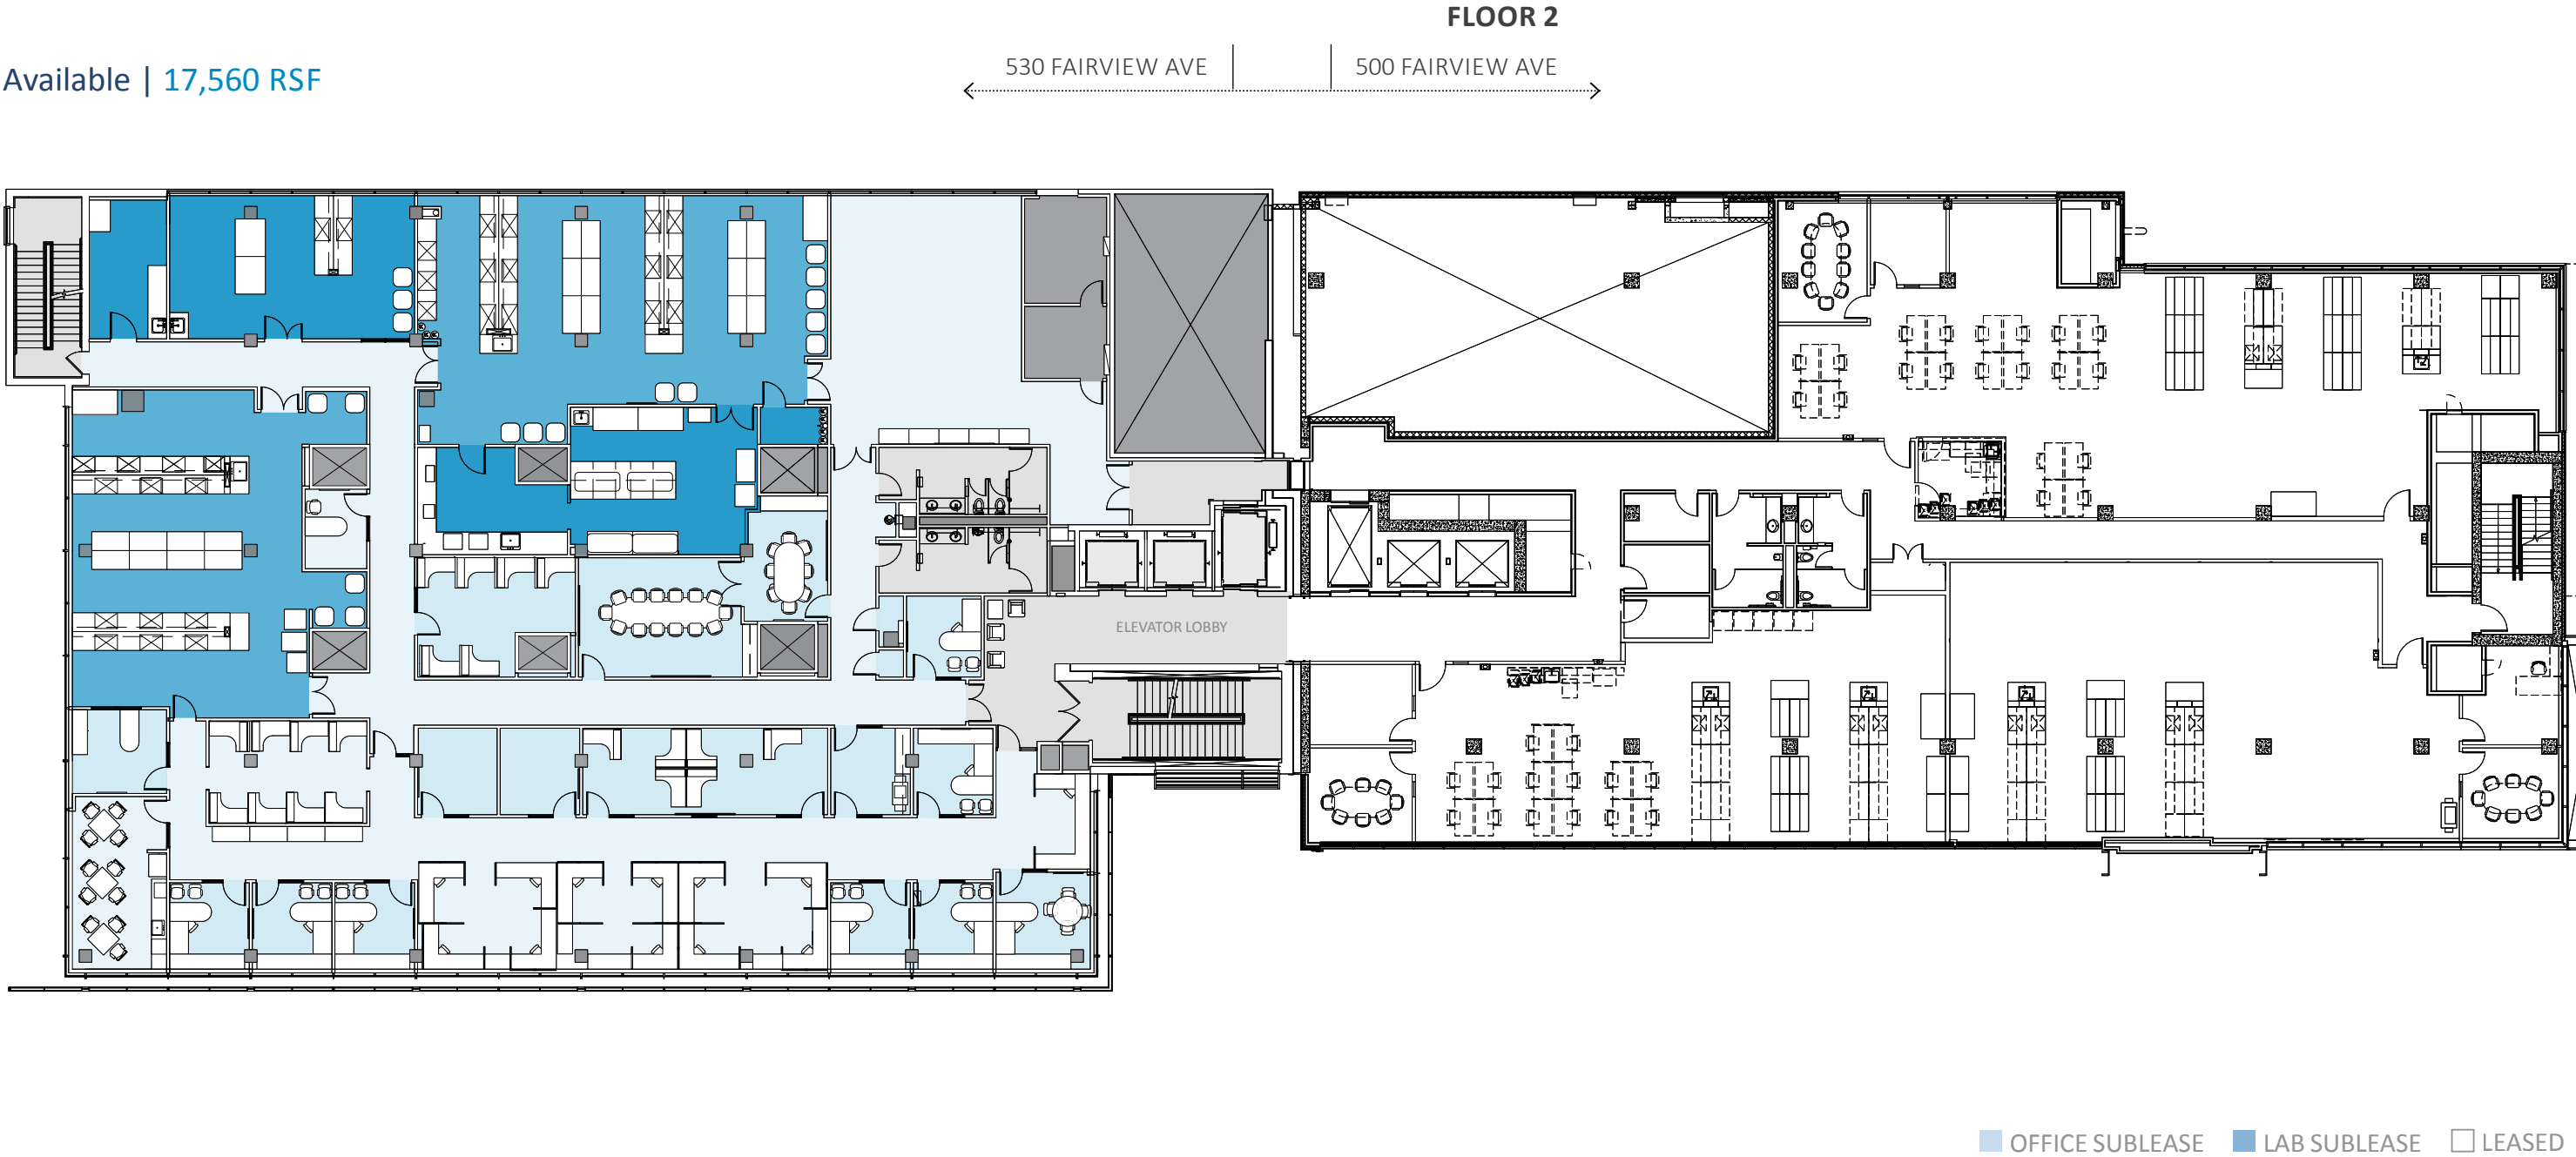 FLOOR 2
530 FAIRVIEW AVE
500 FAIRVIEW AVE
Available | 17,560 RSF
ELEVATOR LOBBY
OFFICE SUBLEASE
LAB SUBLEASE
LEASED